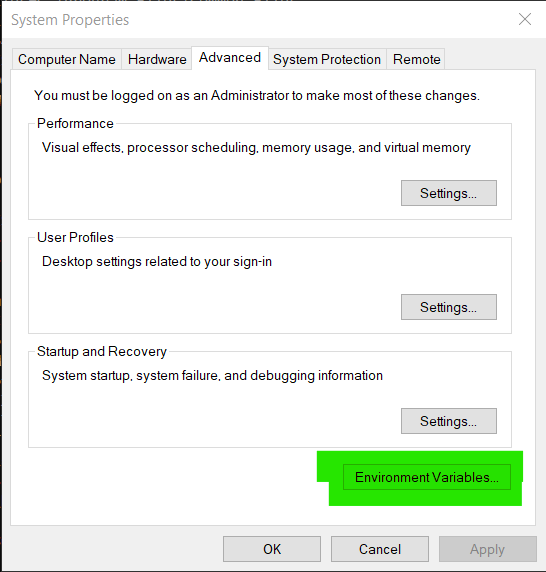 System Properties
Computer Name Hardware Advanced System Protection Remote
You must be logged on as an Administrator to make most of these changes.
Performance
Visual effects, processor scheduling, memory usage, and virtual memory
Settings...
User Profiles
Desktop settings related to your sign-in
Settings...
Startup and Recovery
System startup, system failure, and debugging information
Settings...
Environment Variables...
OK Cancel Apply